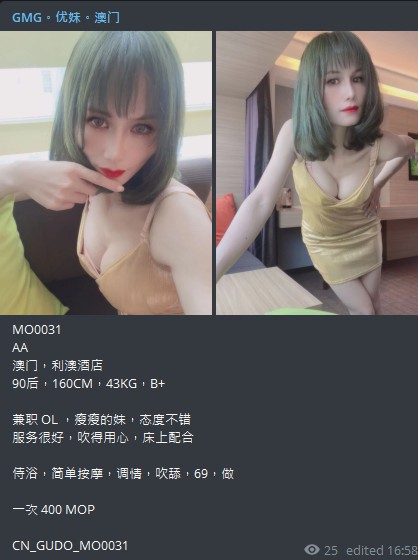 GMG。优妹。澳门
MO0031
AA
澳门，利澳酒店
90后，160CM，43KG，B+
兼职 OL ，瘦瘦的妹，态度不错
服务很好，吹得用心，床上配合
侍浴，简单按摩，调情，吹舔，69，做
一次 400 MOP
CN_GUDO_MO0031
25 edited 16:58